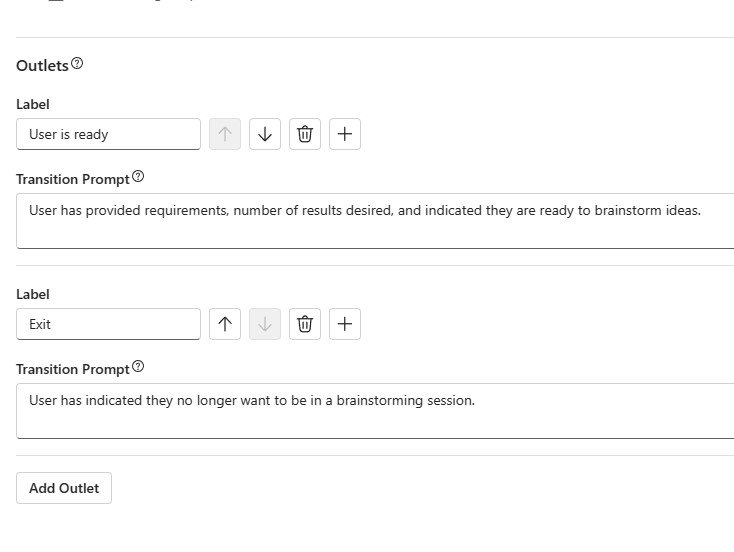 Outlets
Label
User is ready
Transition Prompt
User has provided requirements, number of results desired, and indicated they are ready to brainstorm ideas.
Label
Exit
Transition Prompt
User has indicated they no longer want to be in a brainstorming session.
Add Outlet